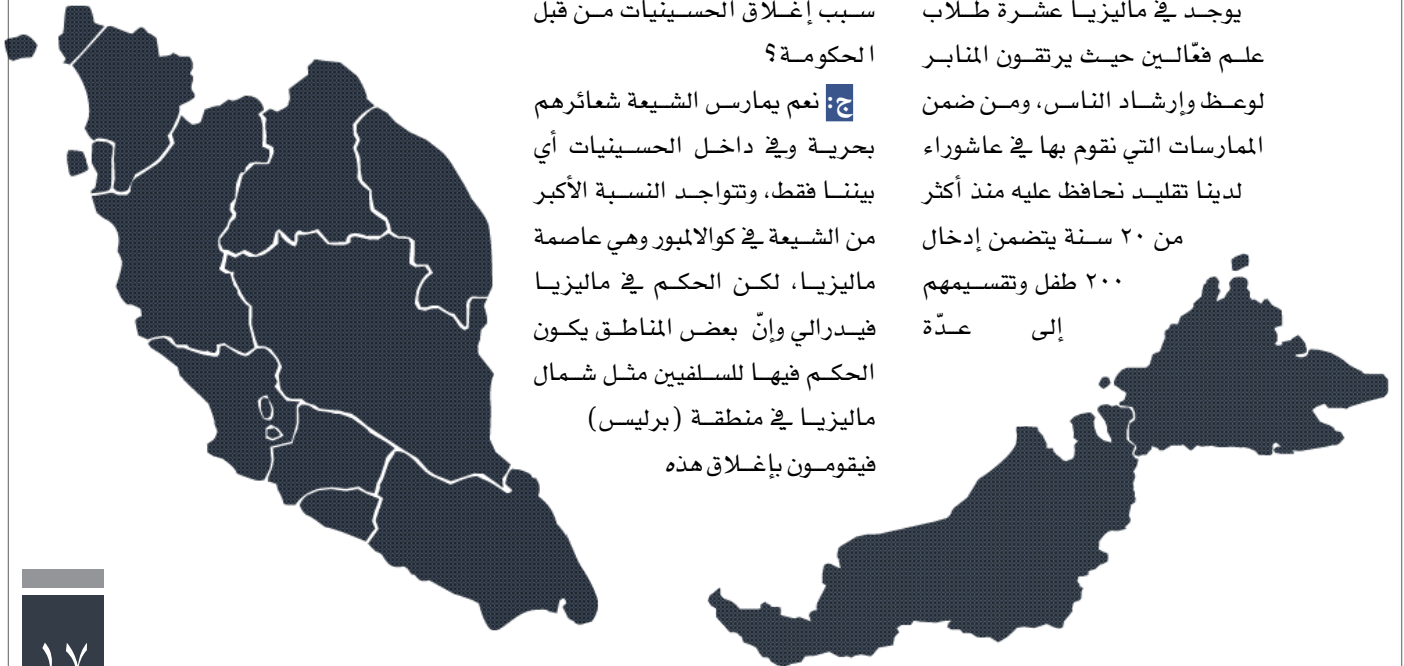 يوجد في ماليزيا عشرة طلاب
علم فعّالين حيث يرتقون المنابر
لوعظ وإرشاد الناس، ومن ضمن
الممارسات التي نقوم بها في عاشوراء
لدينا تقليد نحافظ عليه منذ أكثر
من ٢٠ سنة يتضمن إدخال
٢٠٠ طفل وتقسيمهم
إلى عدّة
سبب إغلاق الحسينيات من قبل
الحكومة؟
ج: نعم يمارس الشيعة شعائرهم
بحرية وفي داخل الحسينيات أي
بيننا فقط، وتتواجد النسبة الأكبر
من الشيعة في كوالالمبور وهي عاصمة
ماليزيا، لكن الحكم في ماليزيا
فيدرالي وإنّ بعض المناطق يكون
الحكم فيها للسلفيين مثل شمال
ماليزيا في منطقة (برليس)
فيقومون بإغلاق هذه
١٧